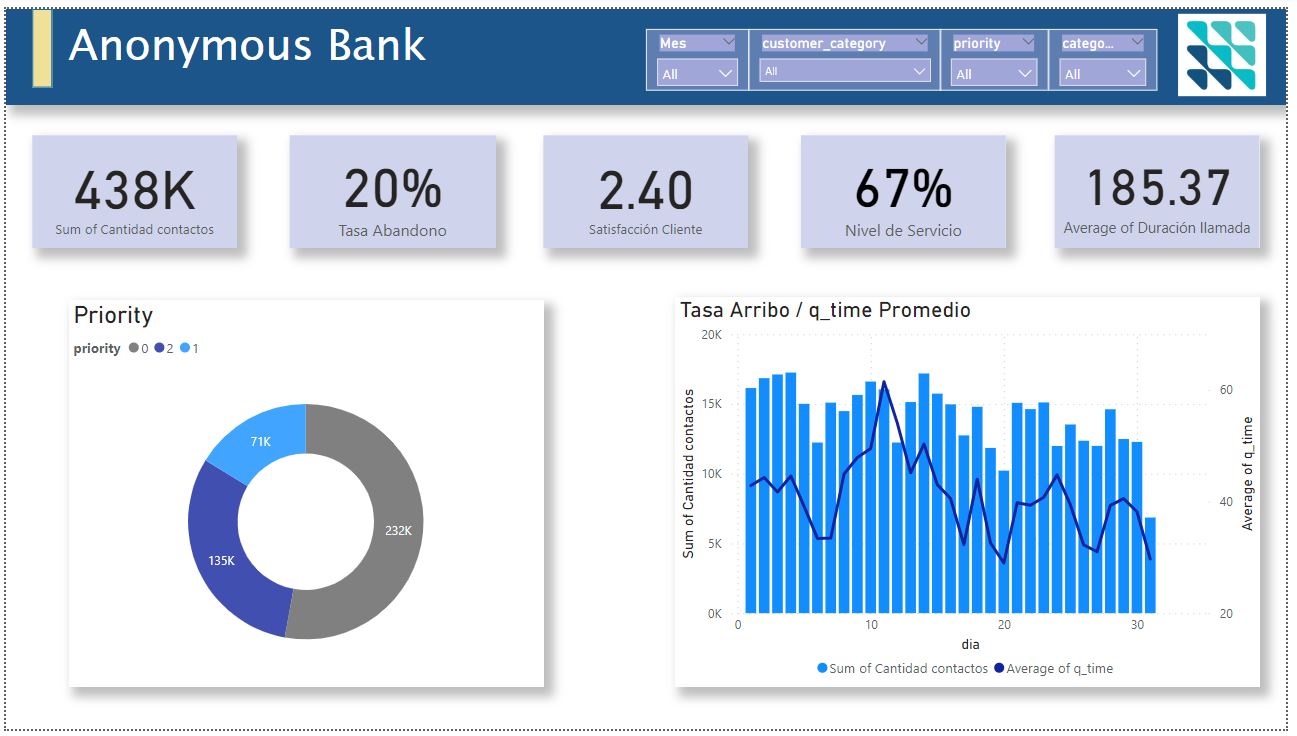 Anonymous Bank
Mes
All
customer_category
All
priority
All
catego...
All
438K
Sum of Cantidad contactos
20%
Tasa Abandono
2.40
Satisfacción Cliente
67%
Nivel de Servicio
185.37
Average of Duración llamada
Priority
priority 0 2 1
71K
232K
135K
Tasa Arribo / q_time Promedio
Sum of Cantidad contactos
20K
15K
10K
5K
0K
60
40
20
Average of q_time
0 10 20 30
dia
Sum of Cantidad contactos Average of q_time